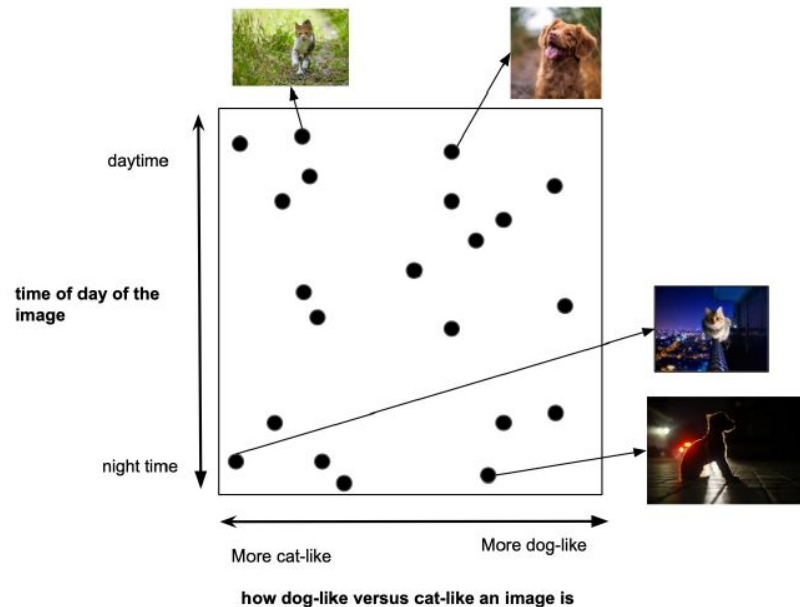 daytime
time of day of the
image
night time
More cat-like
More dog-like
how dog-like versus cat-like an image is